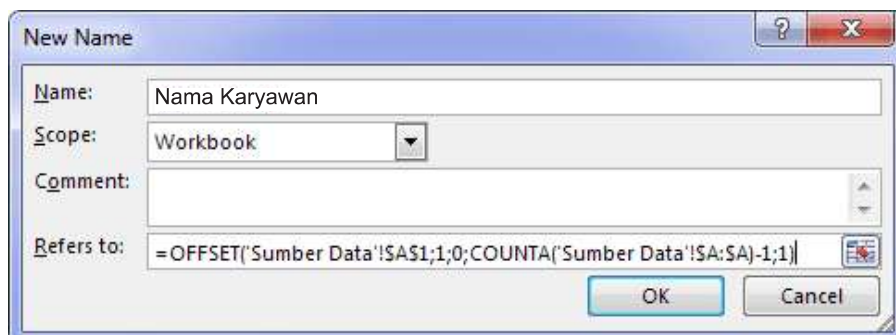 New Name
Name: Nama Karyawan
Scope: Workbook
Comment:
Refers to: =OFFSET('Sumber Data'!$A$1;1;0;COUNTA('Sumber Data'!$A:$A)-1;1)
OK Cancel